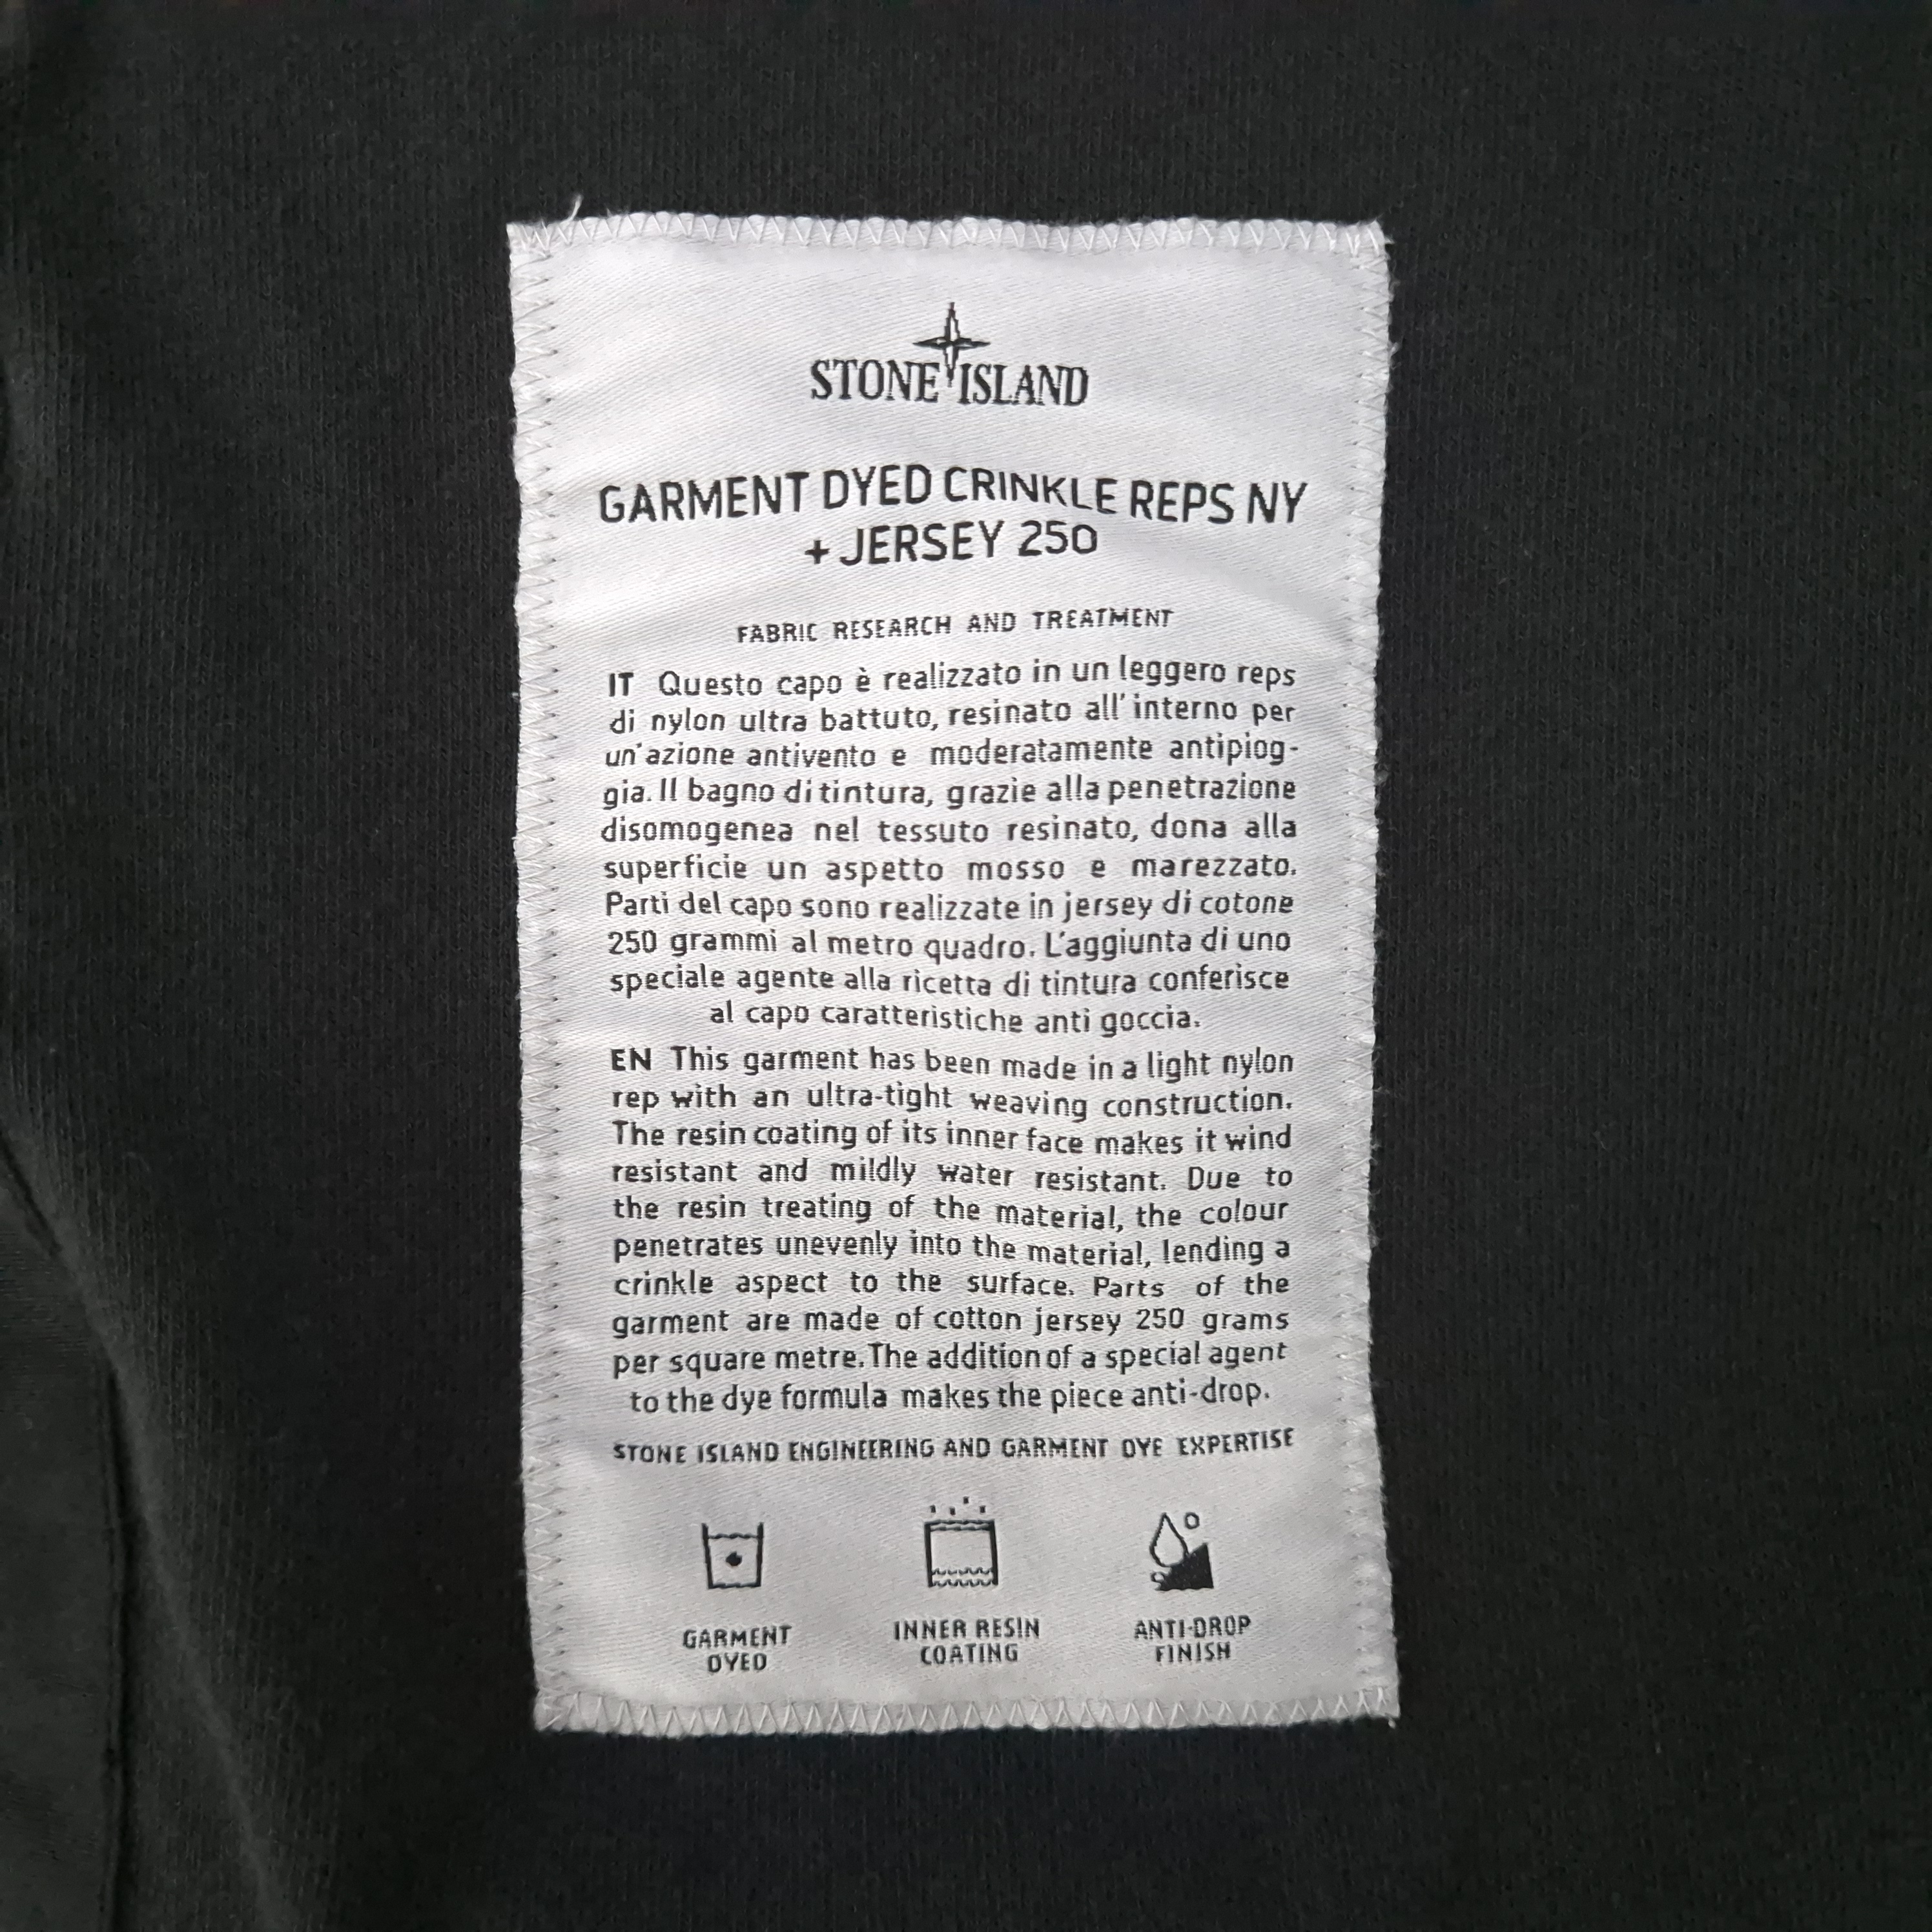 STONE ISLAND
GARMENT DYED CRINKLE REPS NY
+ JERSEY 250
FABRIC RESEARCH AND TREATMENT
IT Questo capo è realizzato in un leggero reps
di nylon ultra battuto, resinato all'interno per
un'azione antivento e moderatamente antipiog-
gia. Il bagno di tintura, grazie alla penetrazione
disomogenea nel tessuto resinato, dona alla
superficie un aspetto mosso e marezzato.
Parti del capo sono realizzate in jersey di cotone
250 grammi al metro quadro. L'aggiunta di uno
speciale agente alla ricetta di tintura conferisce
al capo caratteristiche anti goccia.
EN This garment has been made in a light nylon
rep with an ultra-tight weaving construction.
The resin coating of its inner face makes it wind
resistant and mildly water resistant. Due to
the resin treating of the material, the colour
penetrates unevenly into the material, lending a
crinkle aspect to the surface. Parts of the
garment are made of cotton jersey 250 grams
per square metre. The addition of a special agent
to the dye formula makes the piece anti-drop.
STONE ISLAND ENGINEERING AND GARMENT DYE EXPERTISE
GARMENT
DYED
INNER RESIN
COATING
ANTI-DROP
FINISH